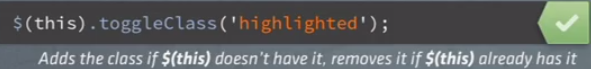 $(this).toggleClass('highlighted');
Adds the class if $(this) doesn't have it, removes it if $(this) already has it